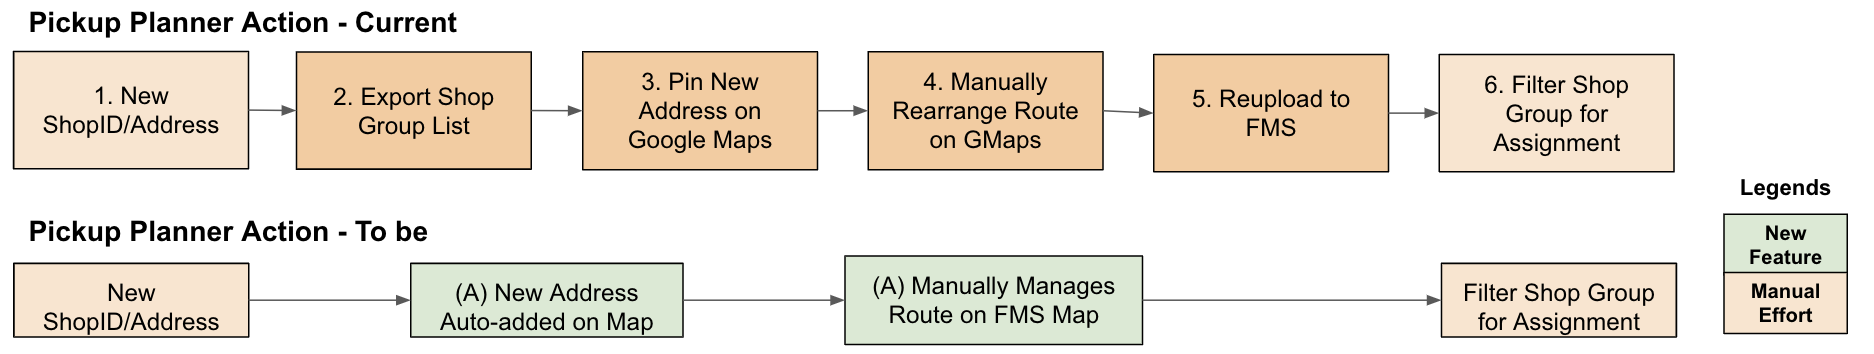 Pickup Planner Action - Current
1. New
ShopID/Address
2. Export Shop
Group List
3. Pin New
Address on
Google Maps
4. Manually
Rearrange Route
on GMaps
5. Reupload to
FMS
6. Filter Shop
Group for
Assignment
Pickup Planner Action - To be
New
ShopID/Address
(A) New Address
Auto-added on Map
(A) Manually Manages
Route on FMS Map
Filter Shop Group
for Assignment
Legends
New
Feature
Manual
Effort